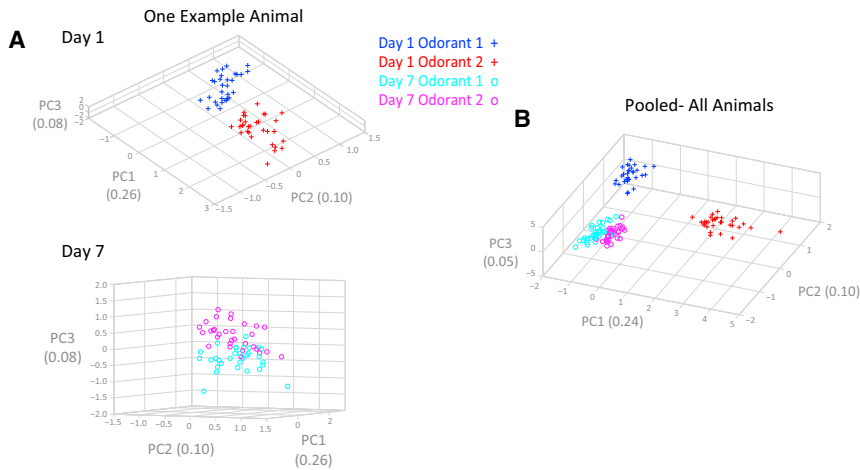 One Example Animal
A
Day 1
Day 1 Odorant 1 +
Day 1 Odorant 2 +
Day 7 Odorant 1 o
Day 7 Odorant 2 o
PC3
(0.08)
2
0
−2
−1
0
1
2
3
PC1
(0.26)
−1.5
−1.0
−0.5
0
0.5
1.0
1.5
PC2 (0.10)
Day 7
PC3
(0.08)
2.0
1.5
1.0
0.5
0
−0.5
−1.0
−1.5
−2.0
−1.5
−1.0
−0.5
0
0.5
1.0
1.5
PC2 (0.10)
0
2
PC1
(0.26)
B
Pooled- All Animals
PC3
(0.05)
5
0
−5
−2
−1
0
1
2
3
4
5
PC1 (0.24)
−2
−1
0
1
2
PC2 (0.10)